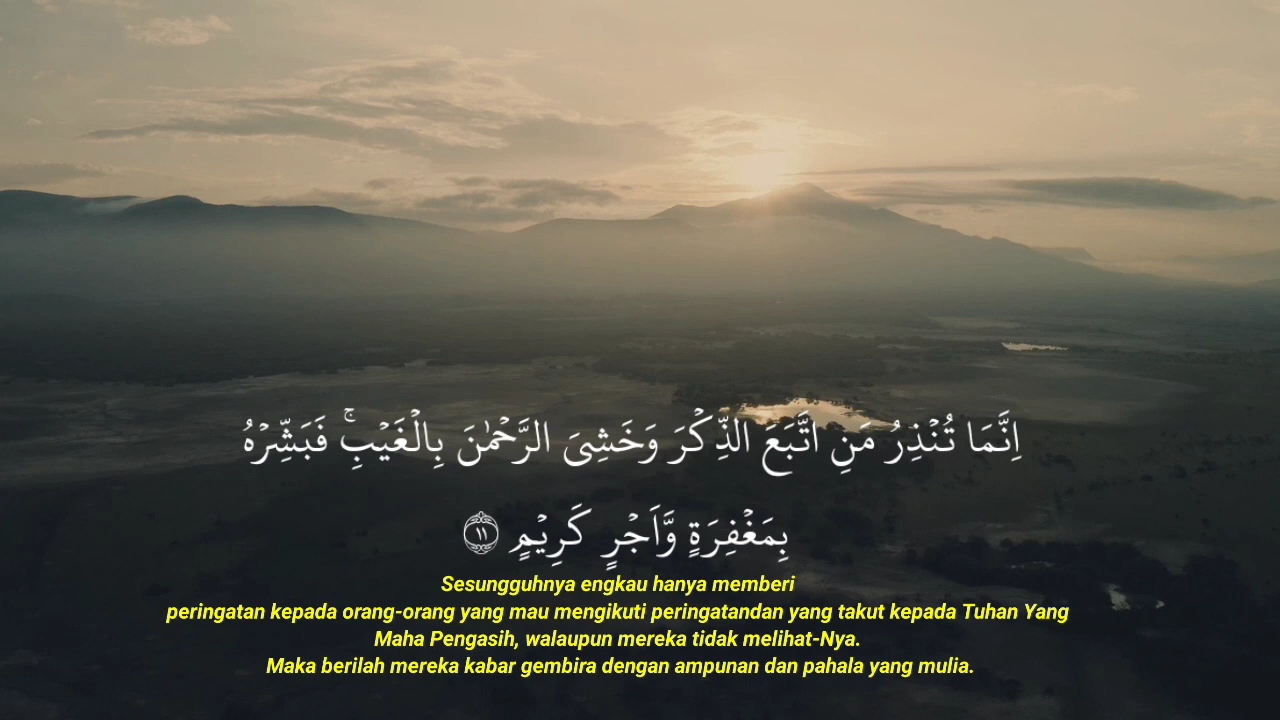 اِنَّمَا تُنْذِرُ مَنِ اتَّبَعَ الذِّكْرَ وَخَشِيَ الرَّحْمٰنَ بِالْغَيْبِۚ فَبَشِّرْهُ
بِمَغْفِرَةٍ وَّاَجْرٍ كَرِيْمٍ ١١
Sesungguhnya engkau hanya memberi
peringatan kepada orang-orang yang mau mengikuti peringatandan yang takut kepada Tuhan Yang
Maha Pengasih, walaupun mereka tidak melihat-Nya.
Maka berilah mereka kabar gembira dengan ampunan dan pahala yang mulia.